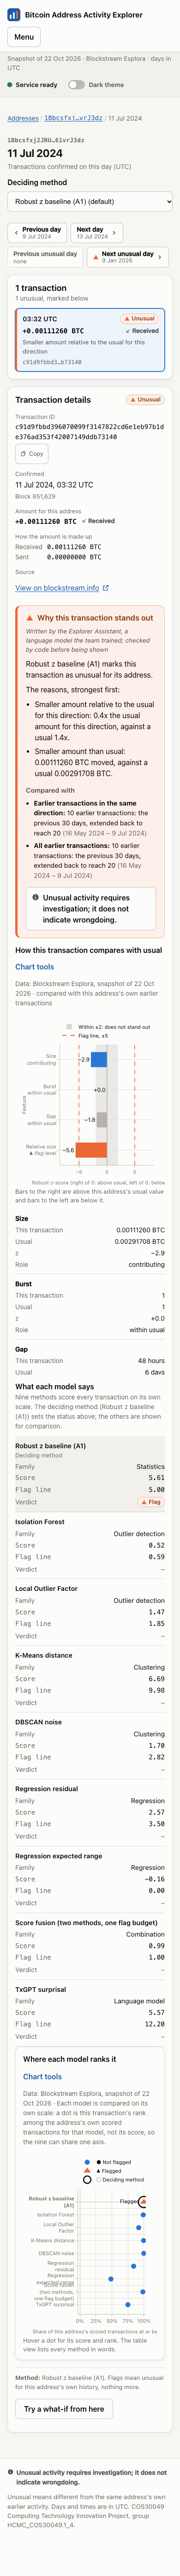 Bitcoin Address Activity Explorer
Menu
Snapshot of 22 Oct 2026 · Blockstream Esplora · days in
UTC
Service ready
Dark theme
Addresses / 1Bbcsfxj…vrJ3dz / 11 Jul 2024
11 Jul 2024
Transactions confirmed on this day (UTC)
Deciding method
Robust z baseline (A1) (default)
‹ Previous day
9 Jul 2024
Next day ›
13 Jul 2024
Previous unusual day
none
Next unusual day ›
9 Jan 2026
1 transaction
1 unusual, marked below
03:32 UTC
Unusual
+0.00111260 BTC
Received
Smaller amount relative to the usual for this
direction
c91d9fbbd3…b73140
Transaction details
Unusual
Transaction ID
Copy
Confirmed
11 Jul 2024, 03:32 UTC
Block 851,629
Amount for this address
+0.00111260 BTC ↙ Received
How the amount is made up
Received 0.00111260 BTC
Sent 0.00000000 BTC
Source
View on blockstream.info
Why this transaction stands out
Written by the Explorer Assistant, a
language model the team trained; checked
by code before being shown
Robust z baseline (A1) marks this
transaction as unusual for its address.
The reasons, strongest first:
• Smaller amount relative to the usual
for this direction: 0.4x the usual
amount for this direction, against a
usual 1.4x.
• Smaller amount than usual:
0.00111260 BTC moved, against a
usual 0.00291708 BTC.
Compared with
• Earlier transactions in the same
direction: 10 earlier transactions: the
previous 30 days, extended back to
reach 20 (16 May 2024 – 9 Jul 2024)
• All earlier transactions: 10 earlier
transactions: the previous 30 days,
extended back to reach 20 (16 May
2024 – 9 Jul 2024)
Unusual activity requires
investigation; it does not
indicate wrongdoing.
How this transaction compares with usual
Chart tools
Data: Blockstream Esplora, snapshot of 22 Oct
2026 · compared with this address's own earlier
transactions
Within ±2: does not stand out
Flag line, ±5
Feature
Size
contributing
−2.9
Burst
within usual
+0.0
Gap
within usual
−1.8
Relative size
▲ flag level
−5.6
−5
0
5
Robust z-score (right of 0: above usual, left of 0: below
Bars to the right are above this address's usual value
and bars to the left are below it.
Size
This transaction 0.00111260 BTC
Usual 0.00291708 BTC
z −2.9
Role contributing
Burst
This transaction 1
Usual 1
z +0.0
Role within usual
Gap
This transaction 48 hours
Usual 6 days
What each model says
Nine methods score every transaction on its own
scale. The deciding method (Robust z baseline
(A1)) sets the status above; the others are shown
for comparison.
Robust z baseline (A1)
Deciding method
Family Statistics
Score 5.61
Flag line 5.00
Verdict ▲ Flag
Isolation Forest
Family Outlier detection
Score 0.52
Flag line 0.59
Verdict –
Local Outlier Factor
Family Outlier detection
Score 1.47
Flag line 1.85
Verdict –
K-Means distance
Family Clustering
Score 6.69
Flag line 9.98
Verdict –
DBSCAN noise
Family Clustering
Score 1.70
Flag line 2.82
Verdict –
Regression residual
Family Regression
Score 2.57
Flag line 3.50
Verdict –
Regression expected range
Family Regression
Score −0.16
Flag line 0.00
Verdict –
Score fusion (two methods, one flag budget)
Family Combination
Score 0.99
Flag line 1.00
Verdict –
TxGPT surprisal
Family Language model
Score 5.57
Flag line 12.20
Verdict –
Where each model ranks it
Chart tools
Data: Blockstream Esplora, snapshot of 22
Oct 2026 · Each model is compared on its
own scale: a dot is this transaction's rank
among the address's own scored
transactions for that model, not its score, so
the nine can share one axis.
Not flagged
Flagged
Deciding method
Robust z baseline
(A1)
Flagged
Isolation Forest
Local Outlier
Factor
K-Means distance
DBSCAN noise
Regression
residual
Regression
expected range
(two methods,
one flag budget)
TxGPT surprisal
0% 25% 50% 75% 100%
Share of this address's scored transactions at or be
Hover a dot for its score and rank. The table
view lists every method in words.
Method: Robust z baseline (A1). Flags mean unusual
for this address's own history, nothing more.
Try a what-if from here
Unusual activity requires investigation; it does not
indicate wrongdoing.
Unusual means different from the same address's own
earlier activity. Days and times are in UTC. COS30049
Computing Technology Innovation Project, group
HCMC_COS30049.1_4.